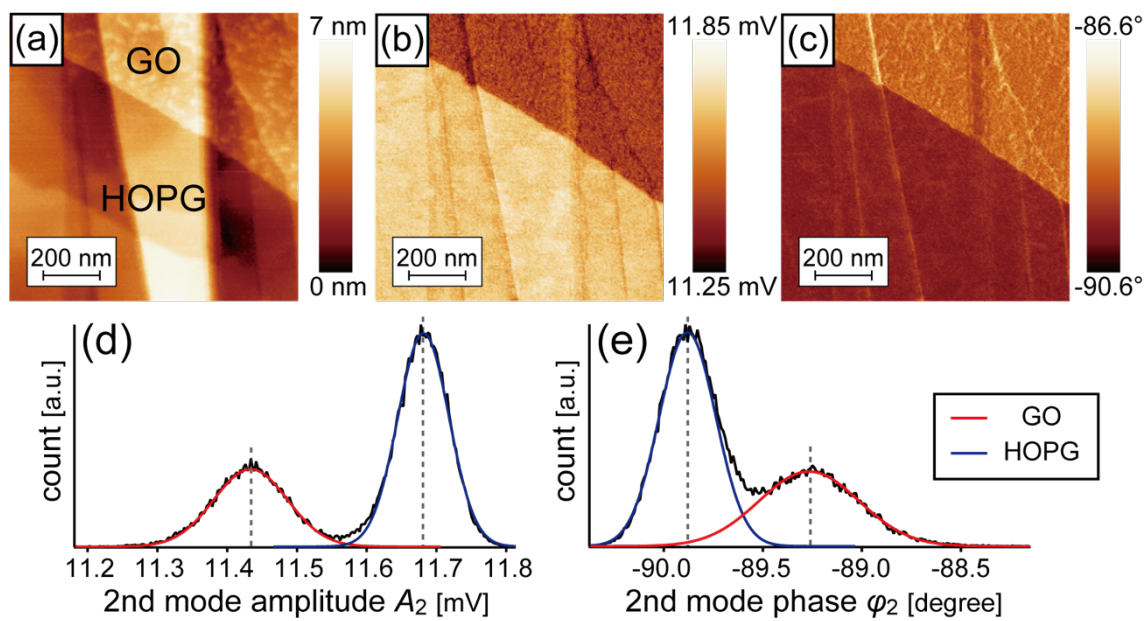 (a)
GO
HOPG
200 nm
7 nm
0 nm
(b)
200 nm
11.85 mV
11.25 mV
(c)
200 nm
-86.6°
-90.6°
(d)
count [a.u.]
11.2 11.3 11.4 11.5 11.6 11.7 11.8
2nd mode amplitude A₂ [mV]
(e)
count [a.u.]
-90.0 -89.5 -89.0 -88.5
2nd mode phase φ₂ [degree]
GO
HOPG